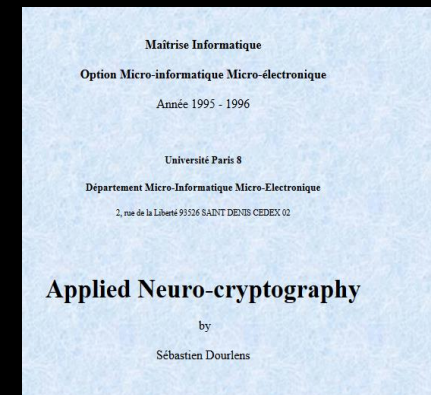 Maîtrise Informatique
Option Micro-informatique Micro-électronique
Année 1995 - 1996
Université Paris 8
Département Micro-Informatique Micro-Electronique
2, rue de la Liberté 93526 SAINT DENIS CEDEX 02
Applied Neuro-cryptography
by
Sébastien Dourlens